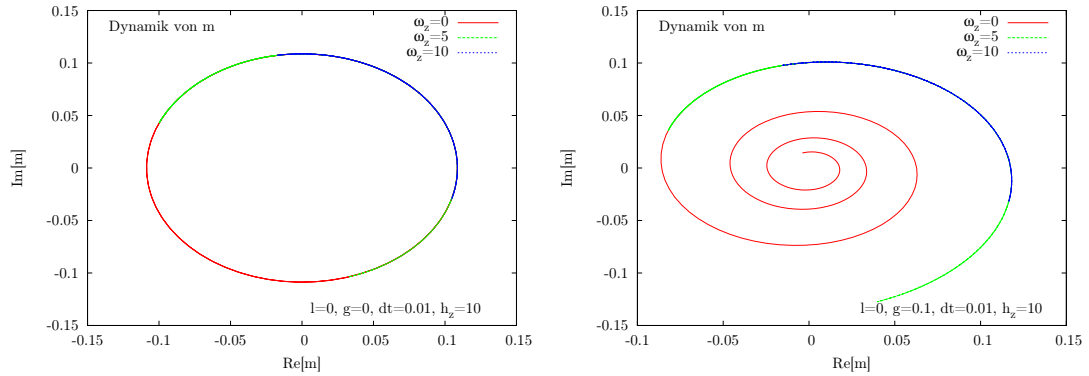 Dynamik von m
ω_z=0
ω_z=5
ω_z=10
0.15
0.1
0.05
0
-0.05
-0.1
-0.15
Im[m]
l=0, g=0, dt=0.01, h_z=10
-0.15
-0.1
-0.05
0
0.05
0.1
0.15
Re[m]
Dynamik von m
ω_z=0
ω_z=5
ω_z=10
0.15
0.1
0.05
0
-0.05
-0.1
-0.15
Im[m]
l=0, g=0.1, dt=0.01, h_z=10
-0.1
-0.05
0
0.05
0.1
0.15
Re[m]